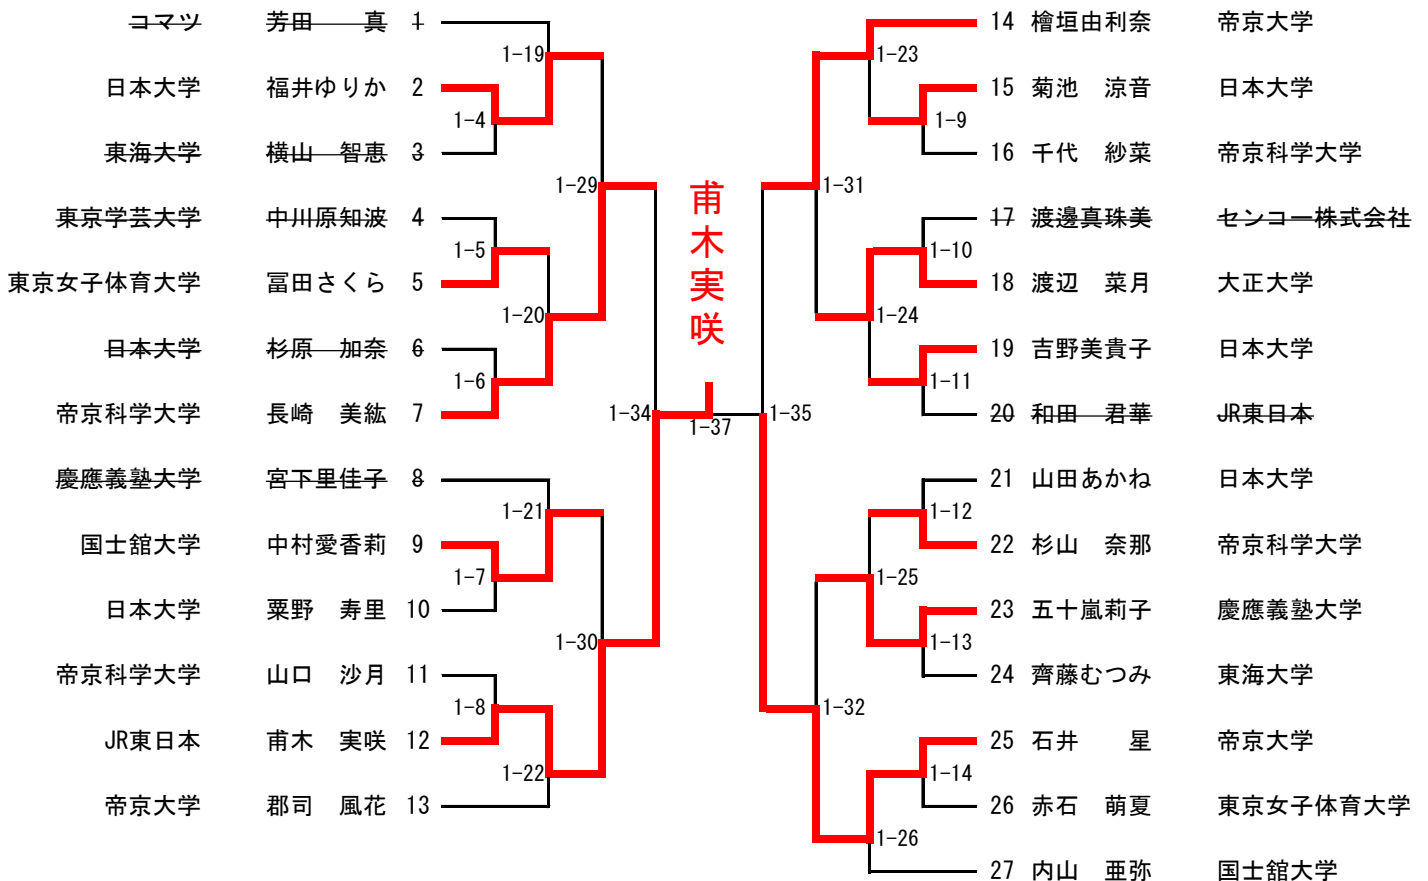 コマツ 芳田 真 1
日本大学 福井ゆりか 2
東海大学 横山 智恵 3
東京学芸大学 中川原知波 4
東京女子体育大学 冨田さくら 5
日本大学 杉原 加奈 6
帝京科学大学 長崎 美紘 7
慶應義塾大学 宮下里佳子 8
国士舘大学 中村愛香莉 9
日本大学 粟野 寿里 10
帝京科学大学 山口 沙月 11
JR東日本 甫木 実咲 12
帝京大学 郡司 風花 13
1-19
1-4
1-29
1-5
1-20
1-6
1-34
1-21
1-7
1-30
1-8
1-22
甫木実咲
1-37
1-23
1-9
1-31
1-10
1-24
1-11
1-35
1-12
1-25
1-13
1-32
1-14
1-26
14 檜垣由利奈 帝京大学
15 菊池 涼音 日本大学
16 千代 紗菜 帝京科学大学
17 渡邊真珠美 センコー株式会社
18 渡辺 菜月 大正大学
19 吉野美貴子 日本大学
20 和田 君華 JR東日本
21 山田あかね 日本大学
22 杉山 奈那 帝京科学大学
23 五十嵐莉子 慶應義塾大学
24 齊藤むつみ 東海大学
25 石井 星 帝京大学
26 赤石 萌夏 東京女子体育大学
27 内山 亜弥 国士舘大学